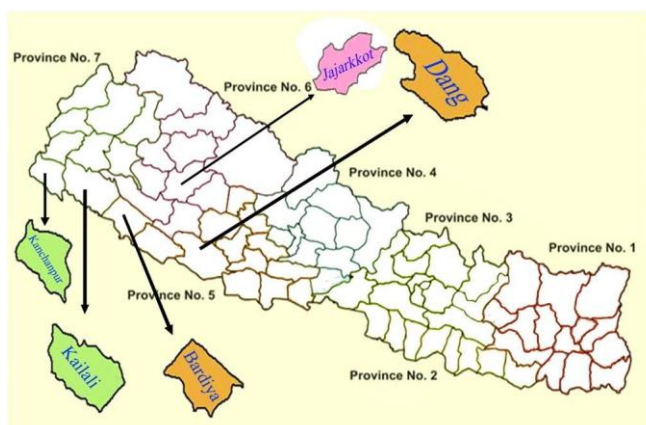 Province No. 7
Jajarkkot
Dang
Province No. 6
Province No. 4
Province No. 3
Province No. 1
Kanchanpur
Province No. 5
Kailali
Bardiya
Province No. 2